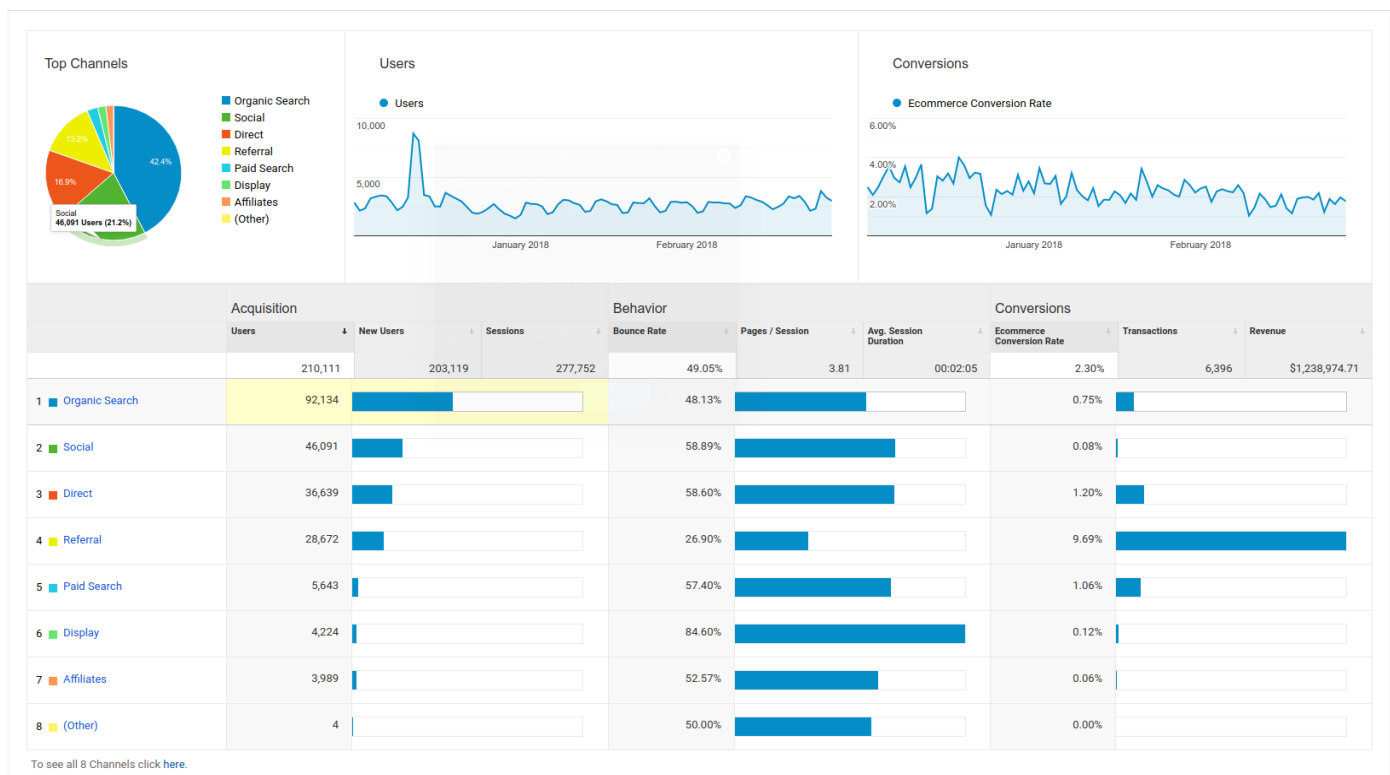 Top Channels
42.4%
13.2%
16.9%
Social
46,091 Users (21.2%)
Organic Search
Social
Direct
Referral
Paid Search
Display
Affiliates
(Other)
Users
Users
10,000
5,000
January 2018 February 2018
Conversions
Ecommerce Conversion Rate
6.00%
4.00%
2.00%
January 2018 February 2018
Acquisition Behavior Conversions
Users New Users Sessions Bounce Rate Pages / Session Avg. Session Duration Ecommerce Conversion Rate Transactions Revenue
210,111 203,119 277,752 49.05% 3.81 00:02:05 2.30% 6,396 $1,238,974.71
1 Organic Search 92,134 48.13% 0.75%
2 Social 46,091 58.89% 0.08%
3 Direct 36,639 58.60% 1.20%
4 Referral 28,672 26.90% 9.69%
5 Paid Search 5,643 57.40% 1.06%
6 Display 4,224 84.60% 0.12%
7 Affiliates 3,989 52.57% 0.06%
8 (Other) 4 50.00% 0.00%
To see all 8 Channels click here.